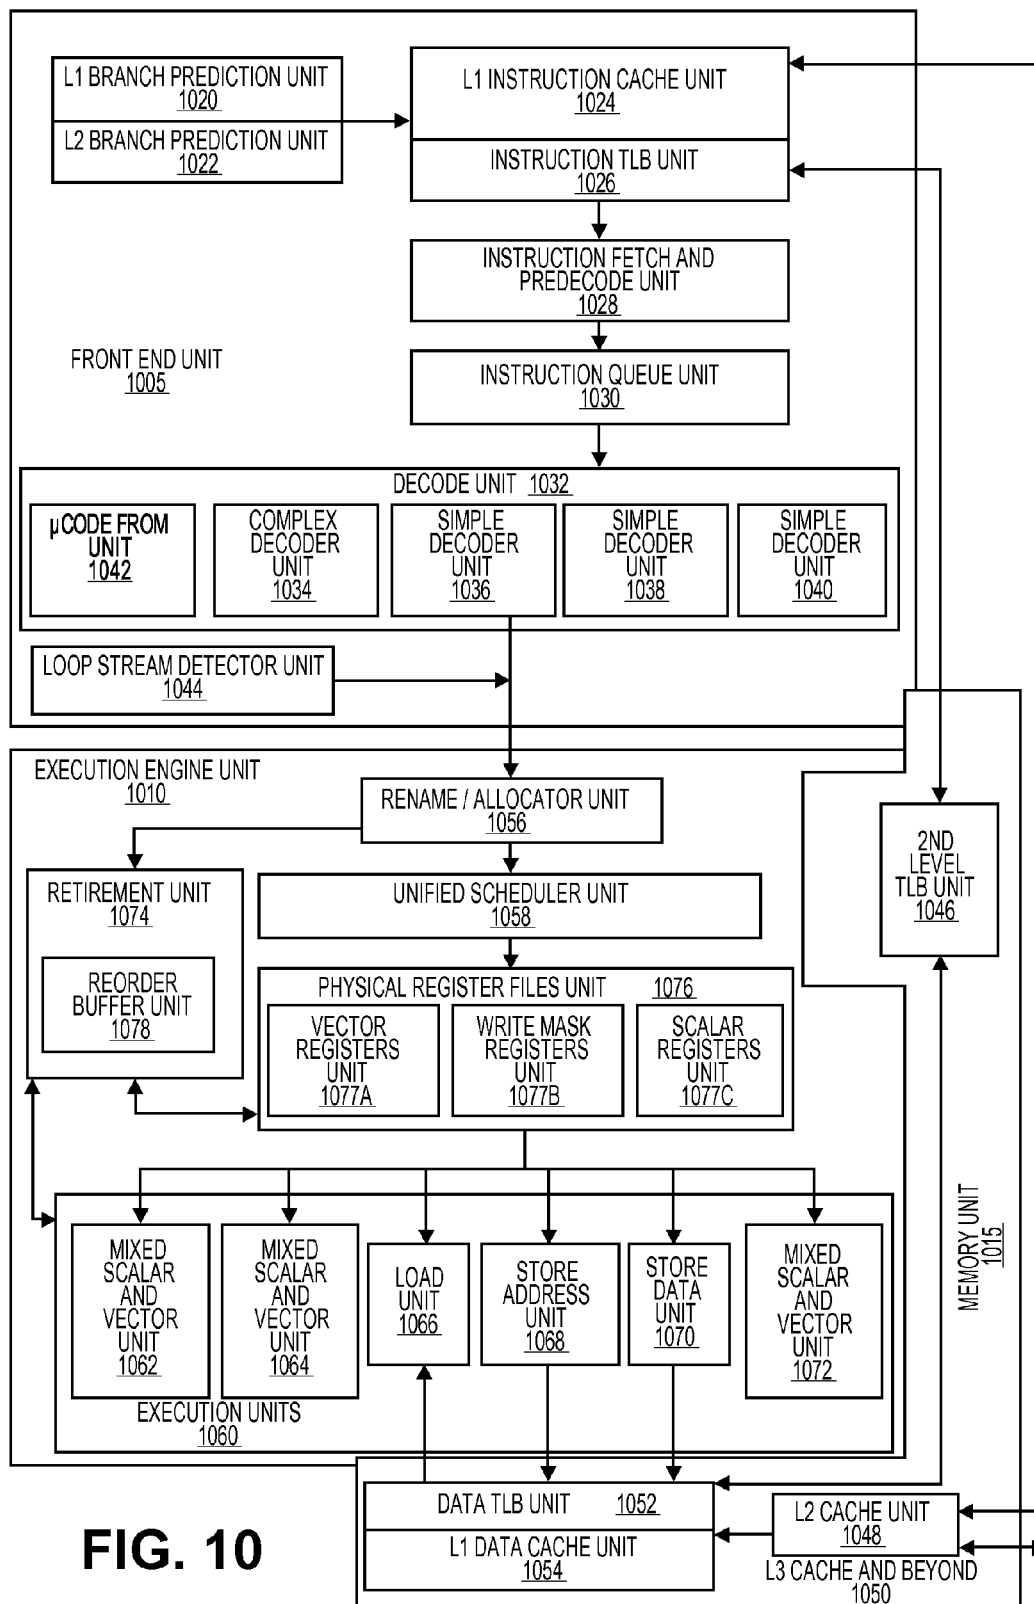 L1 BRANCH PREDICTION UNIT
1020
L2 BRANCH PREDICTION UNIT
1022
L1 INSTRUCTION CACHE UNIT
1024
INSTRUCTION TLB UNIT
1026
INSTRUCTION FETCH AND
PREDECODE UNIT
1028
FRONT END UNIT
1005
INSTRUCTION QUEUE UNIT
1030
DECODE UNIT 1032
µCODE FROM
UNIT
1042
COMPLEX
DECODER
UNIT
1034
SIMPLE
DECODER
UNIT
1036
SIMPLE
DECODER
UNIT
1038
SIMPLE
DECODER
UNIT
1040
LOOP STREAM DETECTOR UNIT
1044
EXECUTION ENGINE UNIT
1010
RENAME / ALLOCATOR UNIT
1056
2ND
LEVEL
TLB UNIT
1046
RETIREMENT UNIT
1074
UNIFIED SCHEDULER UNIT
1058
REORDER
BUFFER UNIT
1078
PHYSICAL REGISTER FILES UNIT 1076
VECTOR
REGISTERS
UNIT
1077A
WRITE MASK
REGISTERS
UNIT
1077B
SCALAR
REGISTERS
UNIT
1077C
MEMORY UNIT
1015
MIXED
SCALAR
AND
VECTOR
UNIT
1062
MIXED
SCALAR
AND
VECTOR UNIT
1064
LOAD
UNIT
1066
STORE
ADDRESS
UNIT
1068
STORE
DATA
UNIT
1070
MIXED
SCALAR
AND
VECTOR
UNIT
1072
EXECUTION UNITS
1060
DATA TLB UNIT 1052
L1 DATA CACHE UNIT
1054
L2 CACHE UNIT
1048
L3 CACHE AND BEYOND
1050
FIG. 10